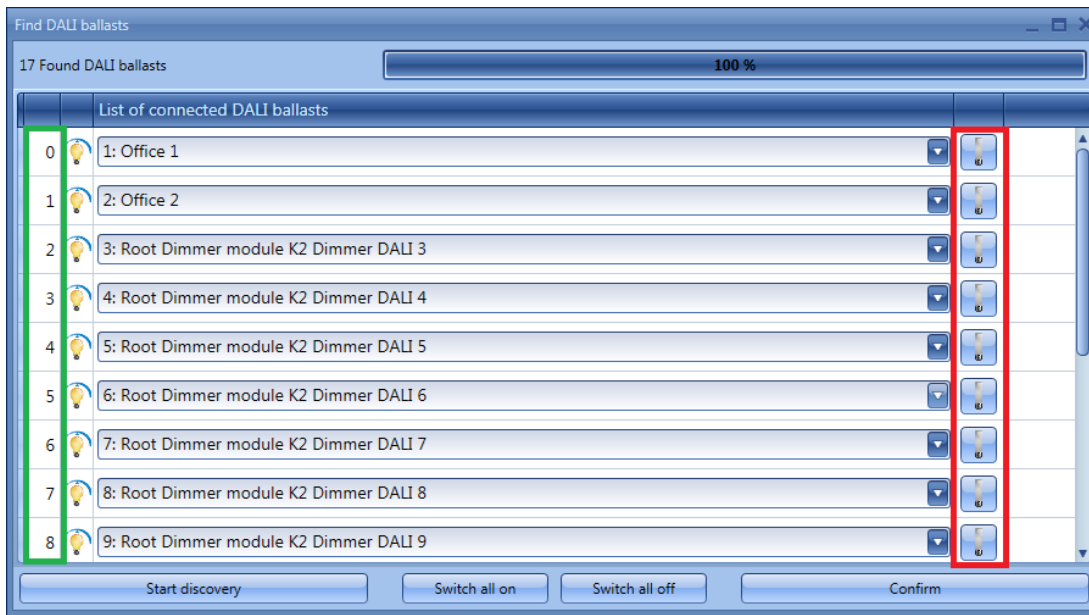 Find DALI ballasts
17 Found DALI ballasts 100 %
List of connected DALI ballasts
0 1: Office 1
1 2: Office 2
2 3: Root Dimmer module K2 Dimmer DALI 3
3 4: Root Dimmer module K2 Dimmer DALI 4
4 5: Root Dimmer module K2 Dimmer DALI 5
5 6: Root Dimmer module K2 Dimmer DALI 6
6 7: Root Dimmer module K2 Dimmer DALI 7
7 8: Root Dimmer module K2 Dimmer DALI 8
8 9: Root Dimmer module K2 Dimmer DALI 9
Start discovery Switch all on Switch all off Confirm